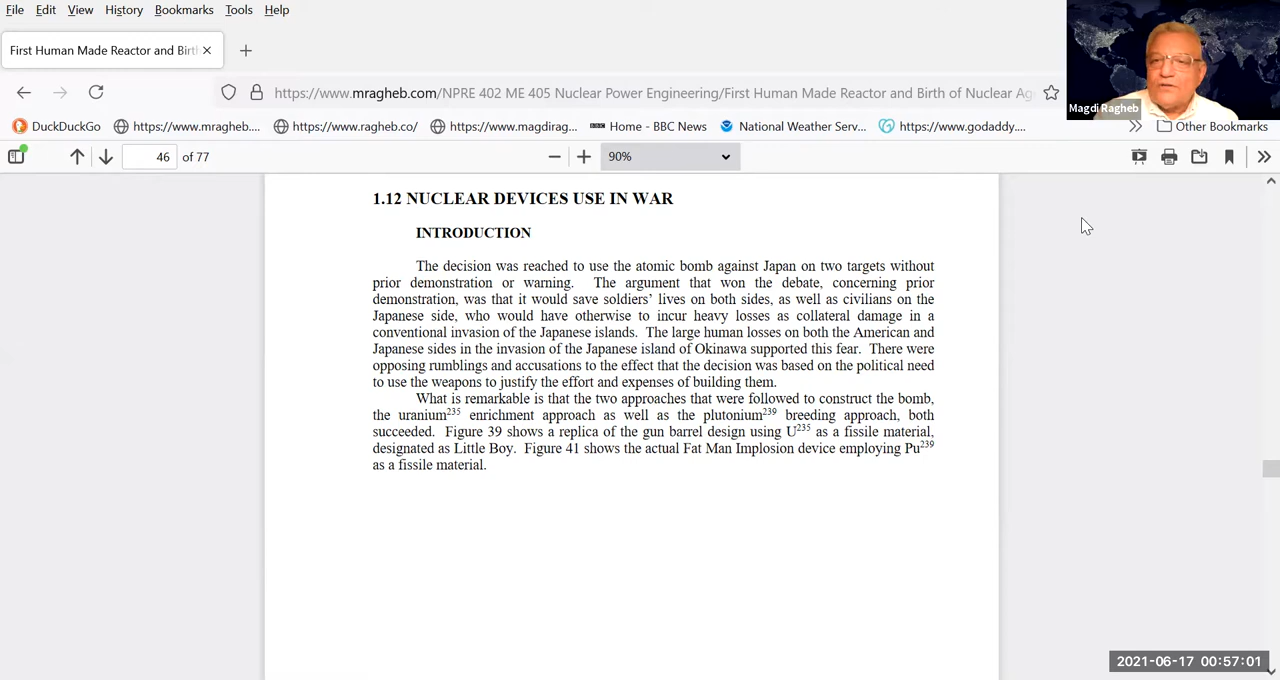 File Edit View History Bookmarks Tools Help
First Human Made Reactor and Birth
https://www.mragheb.com/NPRE 402 ME 405 Nuclear Power Engineering/First Human Made Reactor and Birth of Nuclear Ag
Magdi Ragheb
DuckDuckGo https://www.mragheb.... https://www.ragheb.co/ https://www.magdirag... Home - BBC News National Weather Serv... https://www.godaddy.... Other Bookmarks
46 of 77 90%
1.12 NUCLEAR DEVICES USE IN WAR
INTRODUCTION
The decision was reached to use the atomic bomb against Japan on two targets without
prior demonstration or warning. The argument that won the debate, concerning prior
demonstration, was that it would save soldiers’ lives on both sides, as well as civilians on the
Japanese side, who would have otherwise to incur heavy losses as collateral damage in a
conventional invasion of the Japanese islands. The large human losses on both the American and
Japanese sides in the invasion of the Japanese island of Okinawa supported this fear. There were
opposing rumblings and accusations to the effect that the decision was based on the political need
to use the weapons to justify the effort and expenses of building them.
What is remarkable is that the two approaches that were followed to construct the bomb,
the uranium²³⁵ enrichment approach as well as the plutonium²³⁹ breeding approach, both
succeeded. Figure 39 shows a replica of the gun barrel design using U²³⁵ as a fissile material,
designated as Little Boy. Figure 41 shows the actual Fat Man Implosion device employing Pu²³⁹
as a fissile material.
2021-06-17 00:57:01